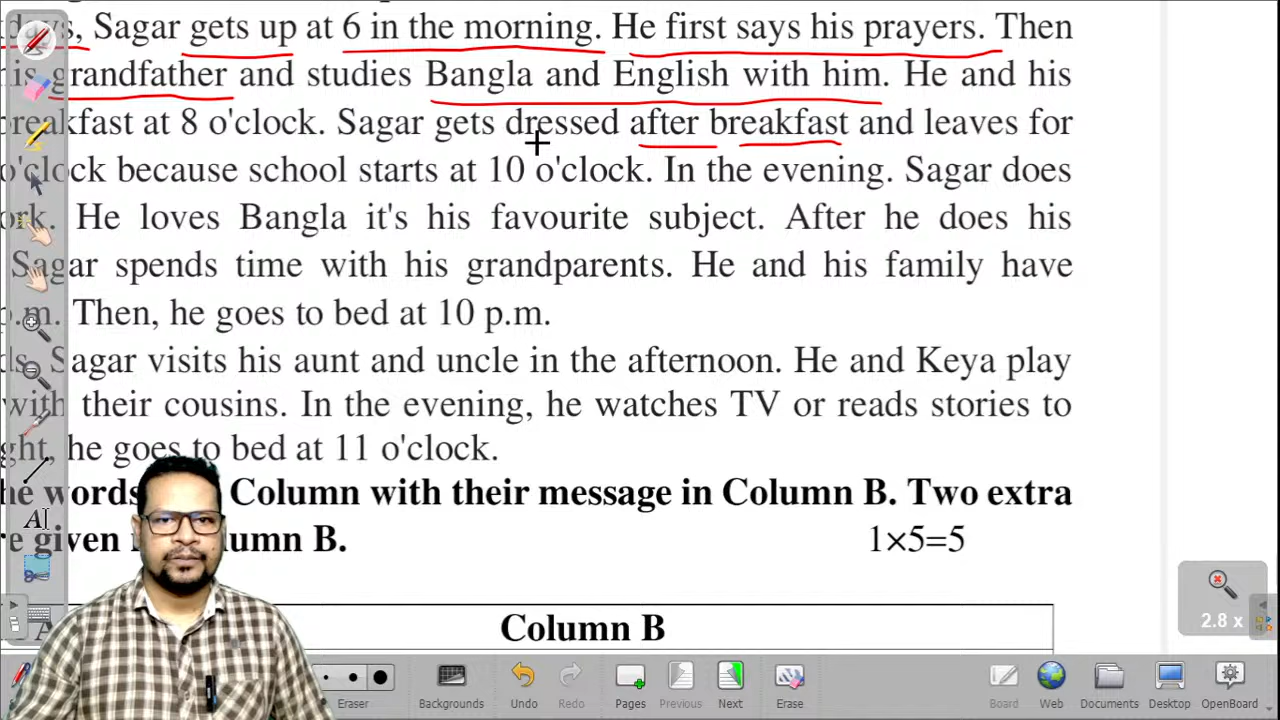 Sagar gets up at 6 in the morning. He first says his prayers. Then
his grandfather and studies Bangla and English with him. He and his
breakfast at 8 o'clock. Sagar gets dressed after breakfast and leaves for
o'clock because school starts at 10 o'clock. In the evening. Sagar does
He loves Bangla it's his favourite subject. After he does his
Sagar spends time with his grandparents. He and his family have
p.m. Then, he goes to bed at 10 p.m.
Sagar visits his aunt and uncle in the afternoon. He and Keya play
with their cousins. In the evening, he watches TV or reads stories to
he goes to bed at 11 o'clock.
he words Column with their message in Column B. Two extra
re given Column B.
1×5=5
Column B
2.8 x
Eraser
Backgrounds
Undo
Redo
Pages
Previous
Next
Erase
Board
Web
Documents
Desktop
OpenBoard